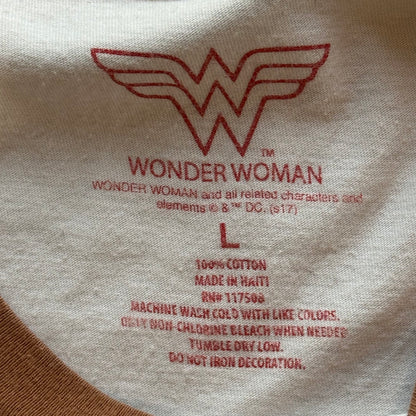 TM
WONDER WOMAN
WONDER WOMAN and all related characters and
elements © & ™ DC. (s17)
L
100% COTTON
MADE IN HAITI
RN# 117508
MACHINE WASH COLD WITH LIKE COLORS.
ONLY NON-CHLORINE BLEACH WHEN NEEDED
TUMBLE DRY LOW.
DO NOT IRON DECORATION.